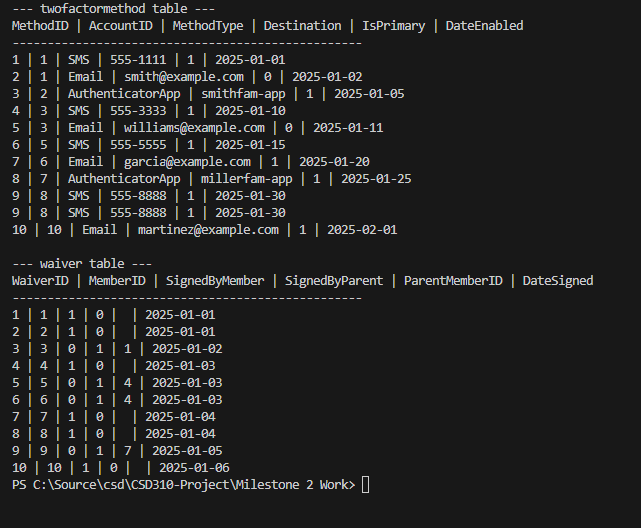 --- twofactormethod table ---
MethodID | AccountID | MethodType | Destination | IsPrimary | DateEnabled
--------------------------------------------------
1 | 1 | SMS | 555-1111 | 1 | 2025-01-01
2 | 1 | Email | smith@example.com | 0 | 2025-01-02
3 | 2 | AuthenticatorApp | smithfam-app | 1 | 2025-01-05
4 | 3 | SMS | 555-3333 | 1 | 2025-01-10
5 | 3 | Email | williams@example.com | 0 | 2025-01-11
6 | 5 | SMS | 555-5555 | 1 | 2025-01-15
7 | 6 | Email | garcia@example.com | 1 | 2025-01-20
8 | 7 | AuthenticatorApp | millerfam-app | 1 | 2025-01-25
9 | 8 | SMS | 555-8888 | 1 | 2025-01-30
9 | 8 | SMS | 555-8888 | 1 | 2025-01-30
10 | 10 | Email | martinez@example.com | 1 | 2025-02-01
--- waiver table ---
WaiverID | MemberID | SignedByMember | SignedByParent | ParentMemberID | DateSigned
--------------------------------------------------
1 | 1 | 1 | 0 |  | 2025-01-01
2 | 2 | 1 | 0 |  | 2025-01-01
3 | 3 | 0 | 1 | 1 | 2025-01-02
4 | 4 | 1 | 0 |  | 2025-01-03
5 | 5 | 0 | 1 | 4 | 2025-01-03
6 | 6 | 0 | 1 | 4 | 2025-01-03
7 | 7 | 1 | 0 |  | 2025-01-04
8 | 8 | 1 | 0 |  | 2025-01-04
9 | 9 | 0 | 1 | 7 | 2025-01-05
10 | 10 | 1 | 0 |  | 2025-01-06
PS C:\Source\csd\CSD310-Project\Milestone 2 Work>